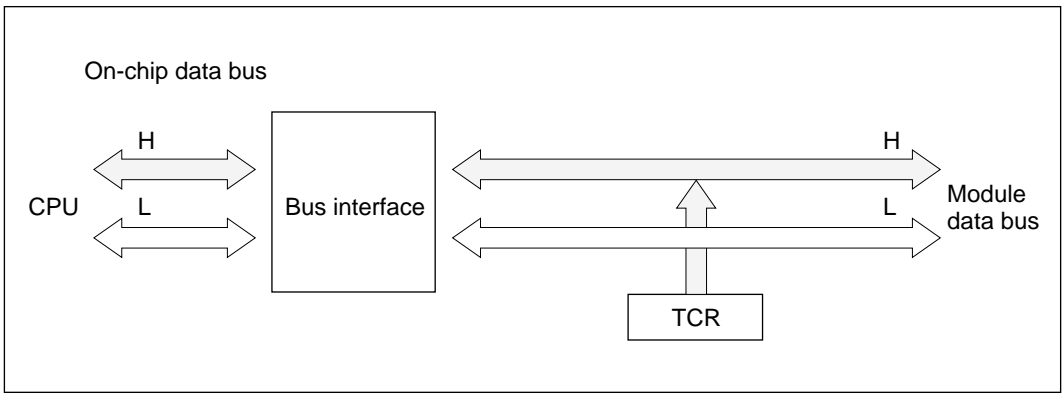 On-chip data bus
H
H
CPU
L
Bus interface
L
Module
data bus
TCR